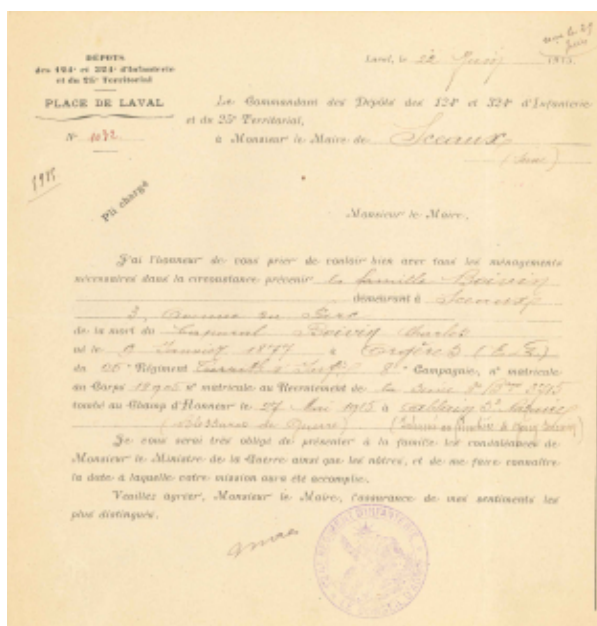 DÉPOTS
des 124e et 324e d'Infanterie
et du 25e Territorial
PLACE DE LAVAL
N° 1072
1915
Pli chargé
Laval, le 22 Juin 1915.
Le Commandant des Dépôts des 124e et 324e d'Infanterie
et du 25e Territorial,
à Monsieur le Maire de Sceaux
(Seine)
Monsieur le Maire,
J'ai l'honneur de vous prier de vouloir bien avec tous les ménagements
nécessaires dans la circonstance prévenir la famille Boivin
demeurant à Sceaux
3, Avenue du Parc
de la mort du Caporal Boivin Charles
né le 6 Janvier 1877 à Orgères (E.L.)
du 25e Régiment Territ. d'Inf. 8e Campagnie, n° matricule
au Corps 18905 n° matricule au Recrutement de la Seine
tombé au Champ d'Honneur le 27 Mai 1915 à
(Blessures de Guerre)
Je vous serai très obligé de présenter à la famille les condoléances de
Monsieur le Ministre de la Guerre ainsi que les nôtres, et de me faire connaître
la date à laquelle votre mission aura été accomplie.
Veuillez agréer, Monsieur le Maire, l'assurance de mes sentiments les
plus distingués.